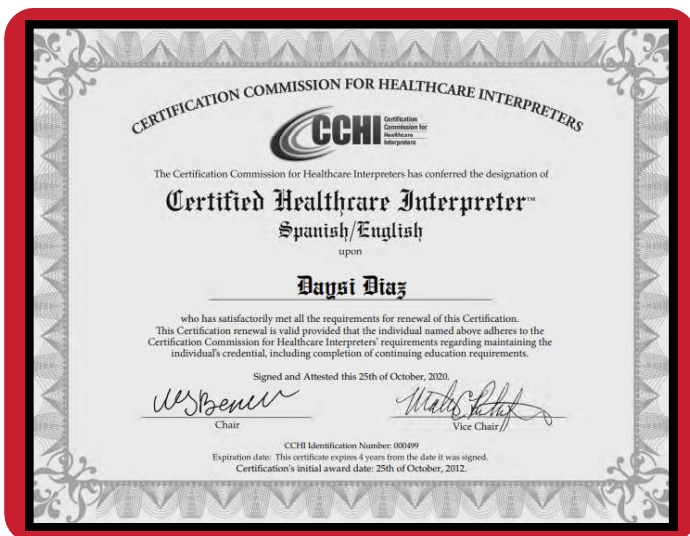 CERTIFICATION COMMISSION FOR HEALTHCARE INTERPRETERS
CCHI
Certification
Commission for
Healthcare
Interpreters
The Certification Commission for Healthcare Interpreters has conferred the designation of
Certified Healthcare Interpreter™
Spanish/English
upon
Daysi Diaz
who has satisfactorily met all the requirements for renewal of this Certification.
This Certification renewal is valid provided that the individual named above adheres to the
Certification Commission for Healthcare Interpreters' requirements regarding maintaining the
individual's credential, including completion of continuing education requirements.
Signed and Attested this 25th of October, 2020.
Chair
Vice Chair
CCHI Identification Number: 000499
Expiration date: This certificate expires 4 years from the date it was signed.
Certification's initial award date: 25th of October, 2012.